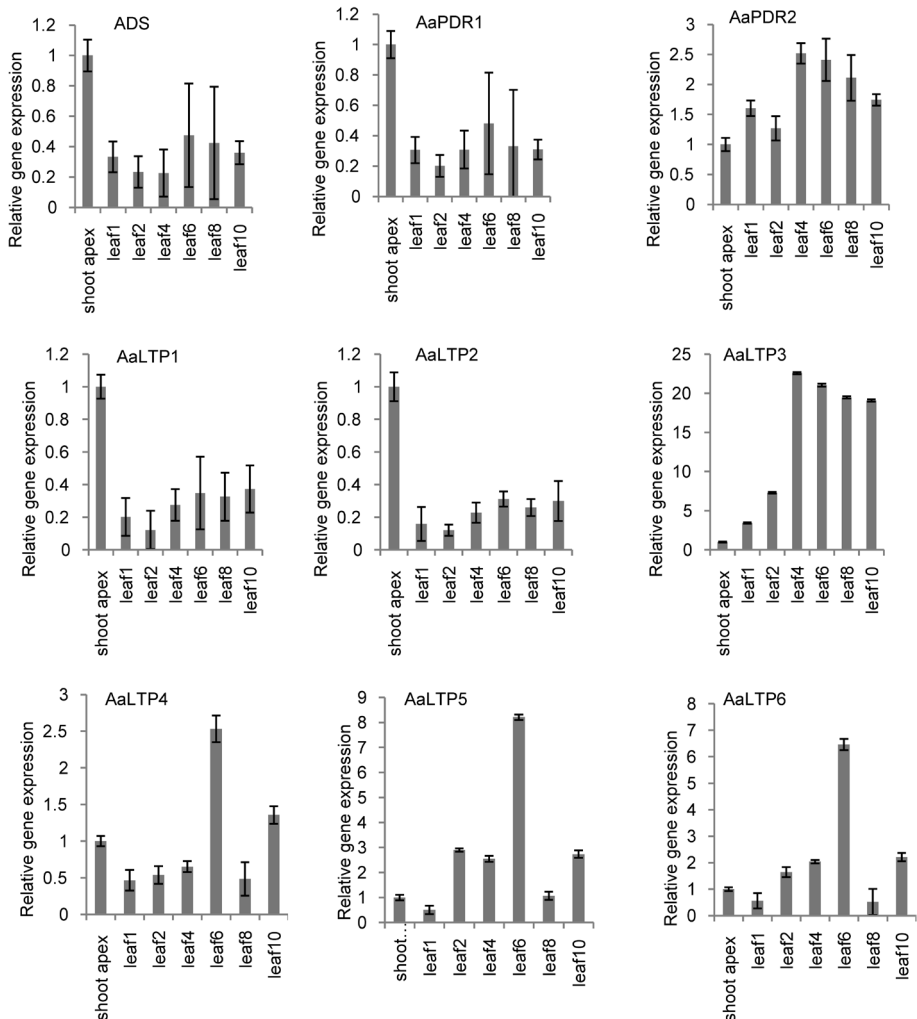 ADS
Relative gene expression
1.2
1
0.8
0.6
0.4
0.2
0
shoot apex
leaf1
leaf2
leaf4
leaf6
leaf8
leaf10
AaPDR1
Relative gene expression
1.2
1
0.8
0.6
0.4
0.2
0
shoot apex
leaf1
leaf2
leaf4
leaf6
leaf8
leaf10
AaPDR2
Relative gene expression
3
2.5
2
1.5
1
0.5
0
shoot apex
leaf1
leaf2
leaf4
leaf6
leaf8
leaf10
AaLTP1
Relative gene expression
1.2
1
0.8
0.6
0.4
0.2
0
shoot apex
leaf1
leaf2
leaf4
leaf6
leaf8
leaf10
AaLTP2
Relative gene expression
1.2
1
0.8
0.6
0.4
0.2
0
shoot apex
leaf1
leaf2
leaf4
leaf6
leaf8
leaf10
AaLTP3
Relative gene expression
25
20
15
10
5
0
shoot apex
leaf1
leaf2
leaf4
leaf6
leaf8
leaf10
AaLTP4
Relative gene expression
3
2.5
2
1.5
1
0.5
0
shoot apex
leaf1
leaf2
leaf4
leaf6
leaf8
leaf10
AaLTP5
Relative gene expression
9
8
7
6
5
4
3
2
1
0
shoot...
leaf1
leaf2
leaf4
leaf6
leaf8
leaf10
AaLTP6
Relative gene expression
8
7
6
5
4
3
2
1
0
shoot apex
leaf1
leaf2
leaf4
leaf6
leaf8
leaf10